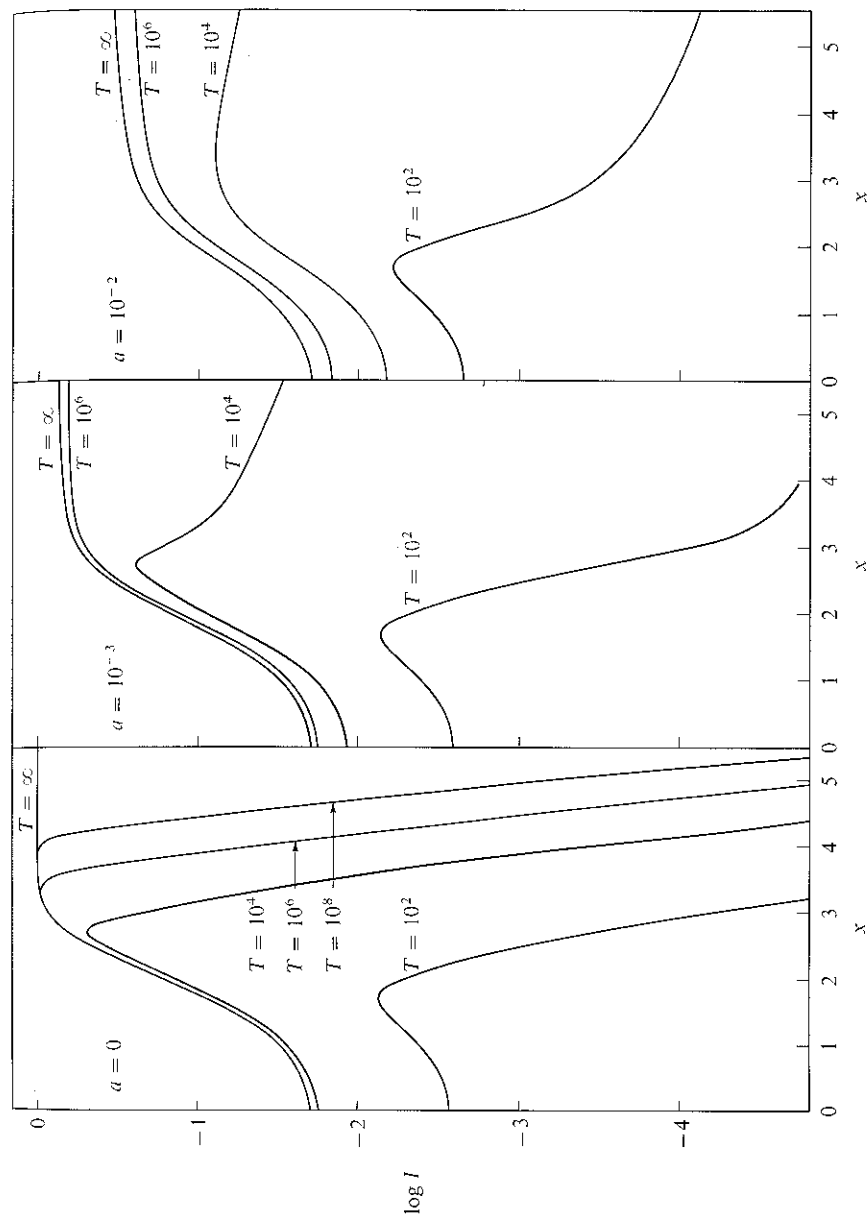 log I
0
−1
−2
−3
−4
a = 0
T = ∞
T = 10⁴
T = 10⁶
T = 10⁸
T = 10²
0 1 2 3 4 5
x
a = 10⁻³
T = ∞
T = 10⁶
T = 10⁴
T = 10²
0 1 2 3 4 5
x
a = 10⁻²
T = ∞
T = 10⁶
T = 10⁴
T = 10²
0 1 2 3 4 5
x